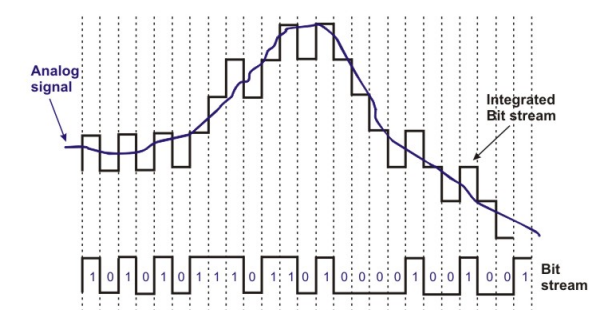 Analog
signal
Integrated
Bit stream
1 0 1 0 1 0 1 1 1 0 1 1 0 1 0 0 0 0 1 0 0 1 0 0 1
Bit
stream